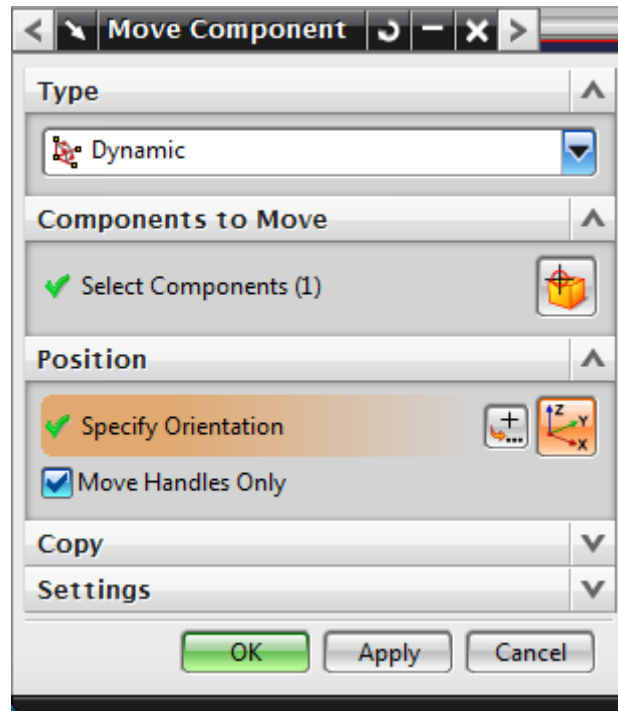 Move Component
Type
Dynamic
Components to Move
Select Components (1)
Position
Specify Orientation
Z
Y
X
Move Handles Only
Copy
Settings
OK Apply Cancel